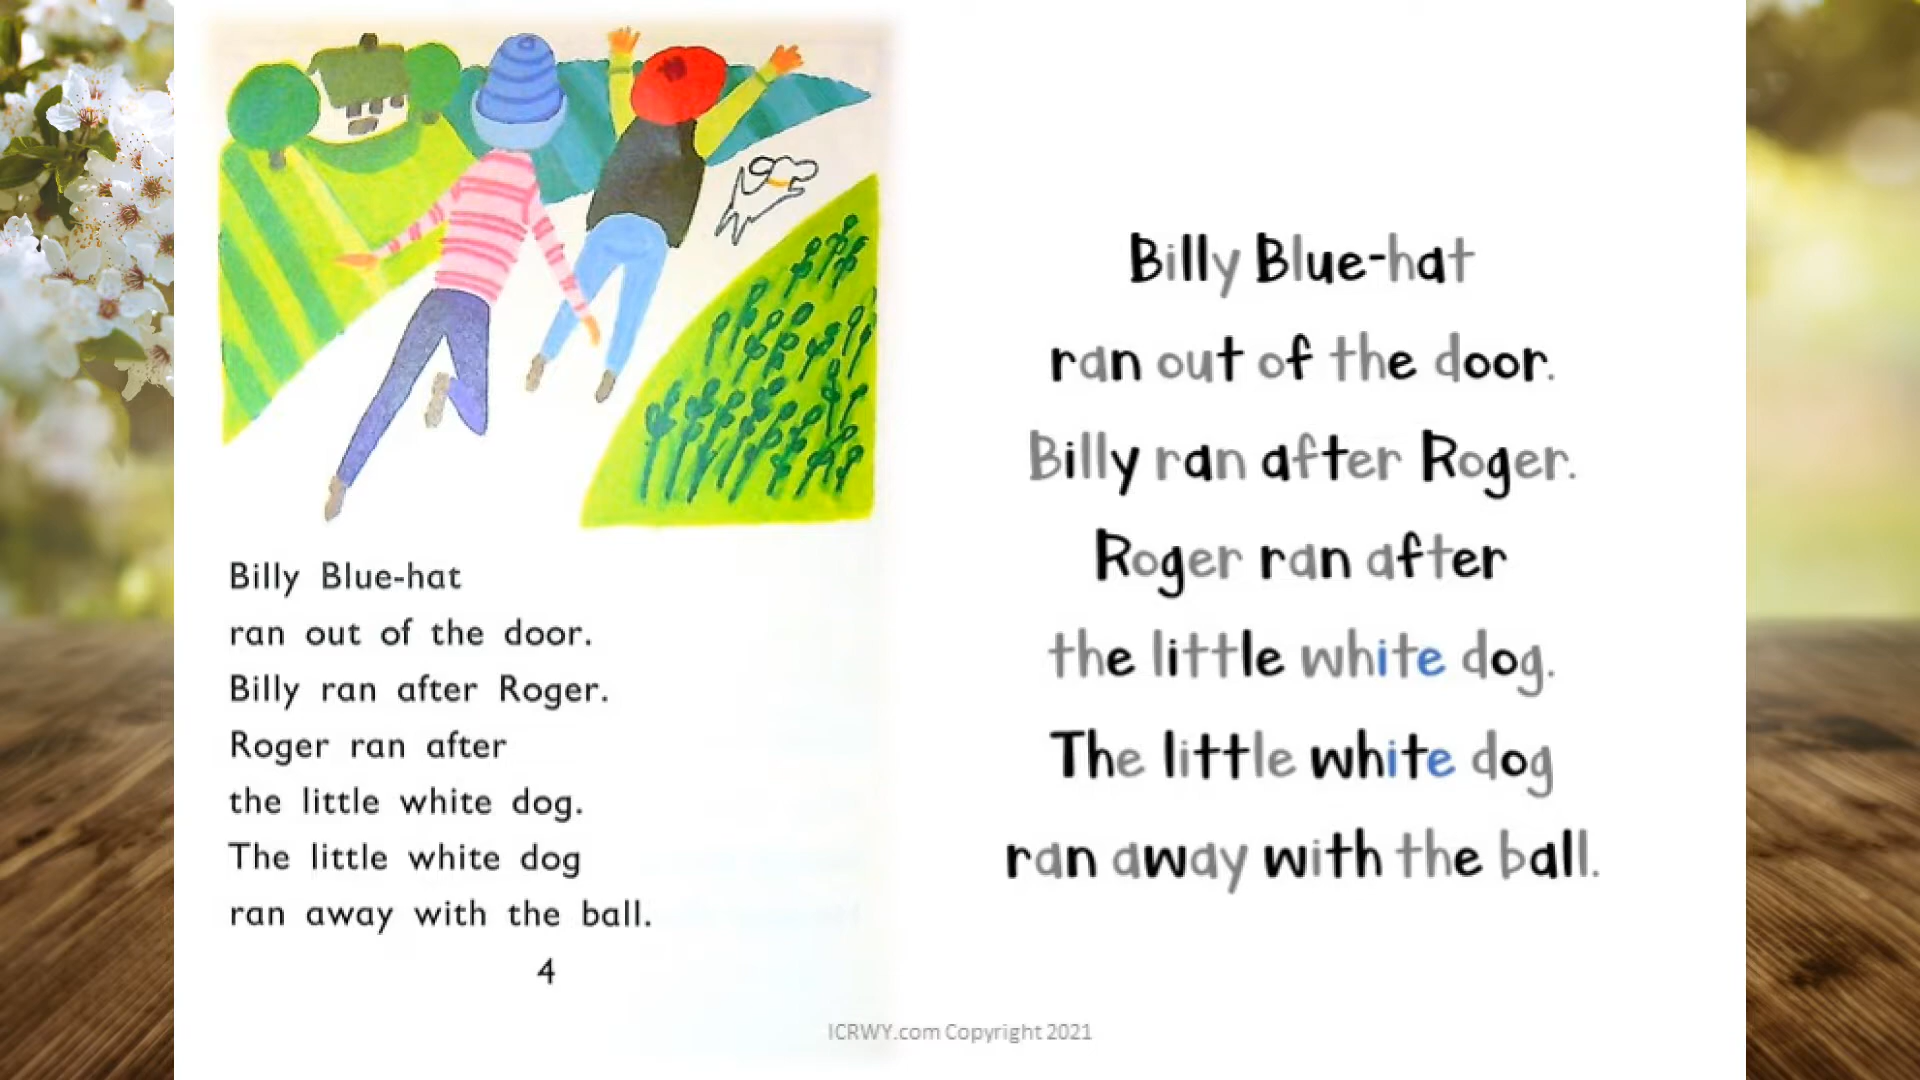 Billy Blue-hat
ran out of the door.
Billy ran after Roger.
Roger ran after
the little white dog.
The little white dog
ran away with the ball.
4
Billy Blue-hat
ran out of the door.
Billy ran after Roger.
Roger ran after
the little white dog.
The little white dog
ran away with the ball.
ICRWY.com Copyright 2021